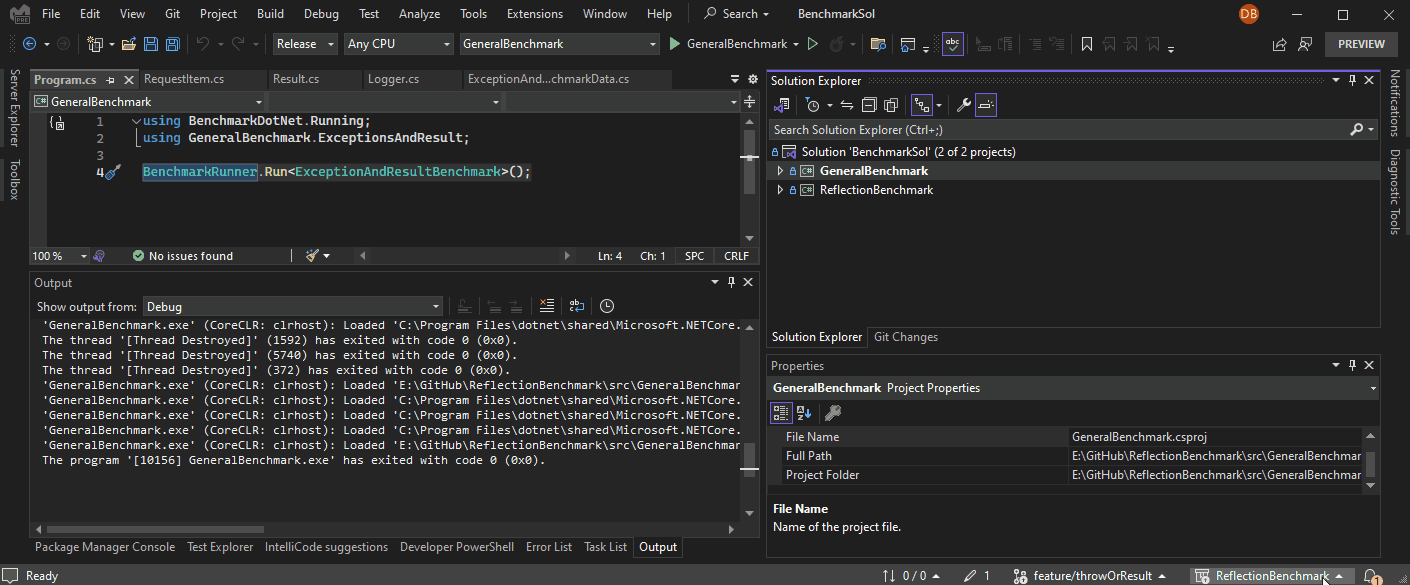 File Edit View Git Project Build Debug Test Analyze Tools Extensions Window Help Search BenchmarkSol DB
Release Any CPU GeneralBenchmark GeneralBenchmark PREVIEW
Server Explorer
Toolbox
Program.cs RequestItem.cs Result.cs Logger.cs ExceptionAnd...chmarkData.cs
GeneralBenchmark
1 using BenchmarkDotNet.Running;
2 using GeneralBenchmark.ExceptionsAndResult;
3
4 BenchmarkRunner.Run<ExceptionAndResultBenchmark>();
100 % No issues found Ln: 4 Ch: 1 SPC CRLF
Output
Show output from: Debug
'GeneralBenchmark.exe' (CoreCLR: clrhost): Loaded 'C:\Program Files\dotnet\shared\Microsoft.NETCore.
The thread '[Thread Destroyed]' (1592) has exited with code 0 (0x0).
The thread '[Thread Destroyed]' (5740) has exited with code 0 (0x0).
The thread '[Thread Destroyed]' (372) has exited with code 0 (0x0).
'GeneralBenchmark.exe' (CoreCLR: clrhost): Loaded 'E:\GitHub\ReflectionBenchmark\src\GeneralBenchmar
'GeneralBenchmark.exe' (CoreCLR: clrhost): Loaded 'C:\Program Files\dotnet\shared\Microsoft.NETCore.
'GeneralBenchmark.exe' (CoreCLR: clrhost): Loaded 'C:\Program Files\dotnet\shared\Microsoft.NETCore.
'GeneralBenchmark.exe' (CoreCLR: clrhost): Loaded 'C:\Program Files\dotnet\shared\Microsoft.NETCore.
'GeneralBenchmark.exe' (CoreCLR: clrhost): Loaded 'E:\GitHub\ReflectionBenchmark\src\GeneralBenchmar
The program '[10156] GeneralBenchmark.exe' has exited with code 0 (0x0).
Package Manager Console Test Explorer IntelliCode suggestions Developer PowerShell Error List Task List Output
Solution Explorer
Search Solution Explorer (Ctrl+;)
Solution 'BenchmarkSol' (2 of 2 projects)
GeneralBenchmark
ReflectionBenchmark
Solution Explorer Git Changes
Properties
GeneralBenchmark Project Properties
File Name GeneralBenchmark.csproj
Full Path E:\GitHub\ReflectionBenchmark\src\GeneralBenchmar
Project Folder E:\GitHub\ReflectionBenchmark\src\GeneralBenchmar
File Name
Name of the project file.
Notifications
Diagnostic Tools
Ready 0 / 0 1 feature/throwOrResult ReflectionBenchmark 1